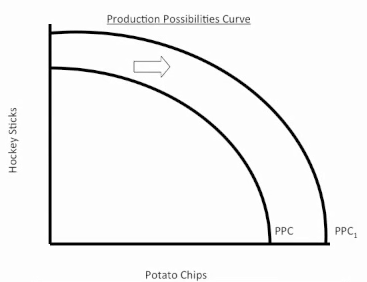 Production Possibilities Curve
Hockey Sticks
PPC
PPC₁
Potato Chips